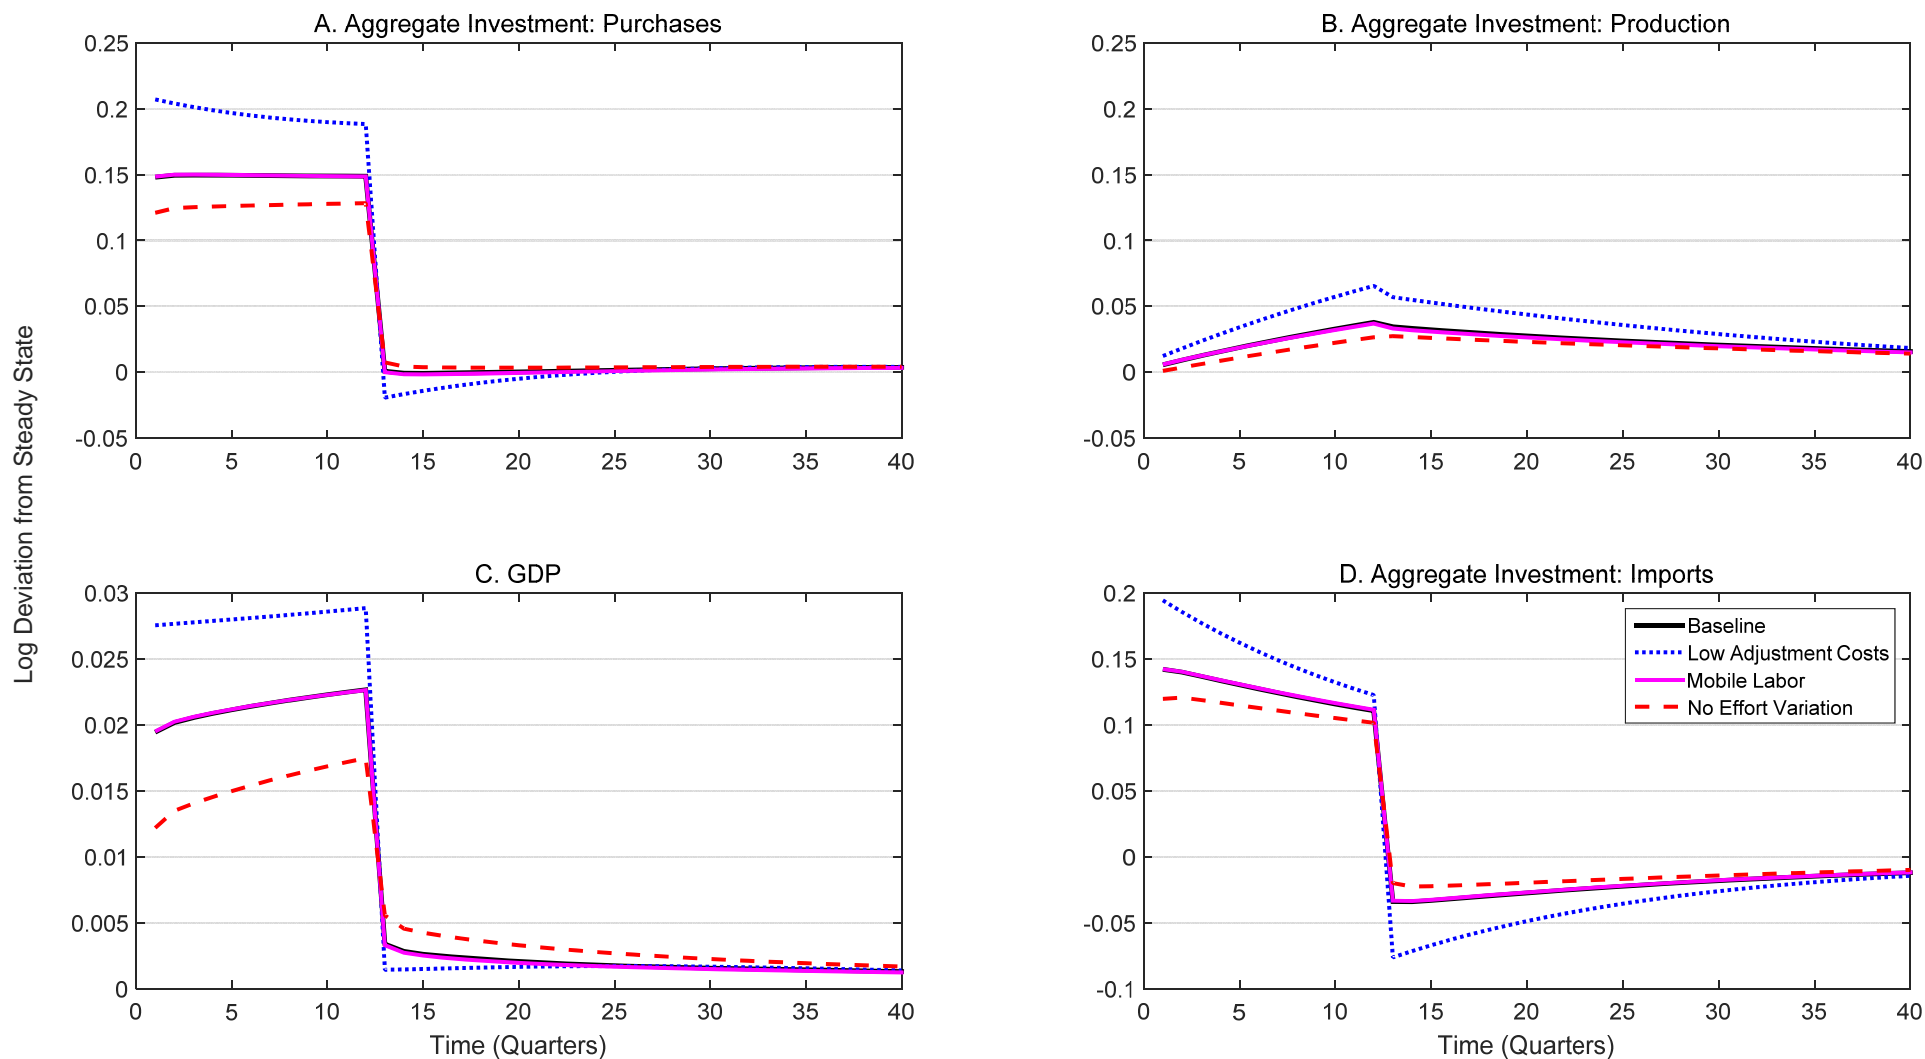 A. Aggregate Investment: Purchases
B. Aggregate Investment: Production
0.25
0.2
0.15
0.1
0.05
0
-0.05
0 5 10 15 20 25 30 35 40
0.25
0.2
0.15
0.1
0.05
0
-0.05
0 5 10 15 20 25 30 35 40
Log Deviation from Steady State
C. GDP
D. Aggregate Investment: Imports
0.03
0.025
0.02
0.015
0.01
0.005
0
0 5 10 15 20 25 30 35 40
Time (Quarters)
0.2
0.15
0.1
0.05
0
-0.05
-0.1
0 5 10 15 20 25 30 35 40
Time (Quarters)
Baseline
Low Adjustment Costs
Mobile Labor
No Effort Variation